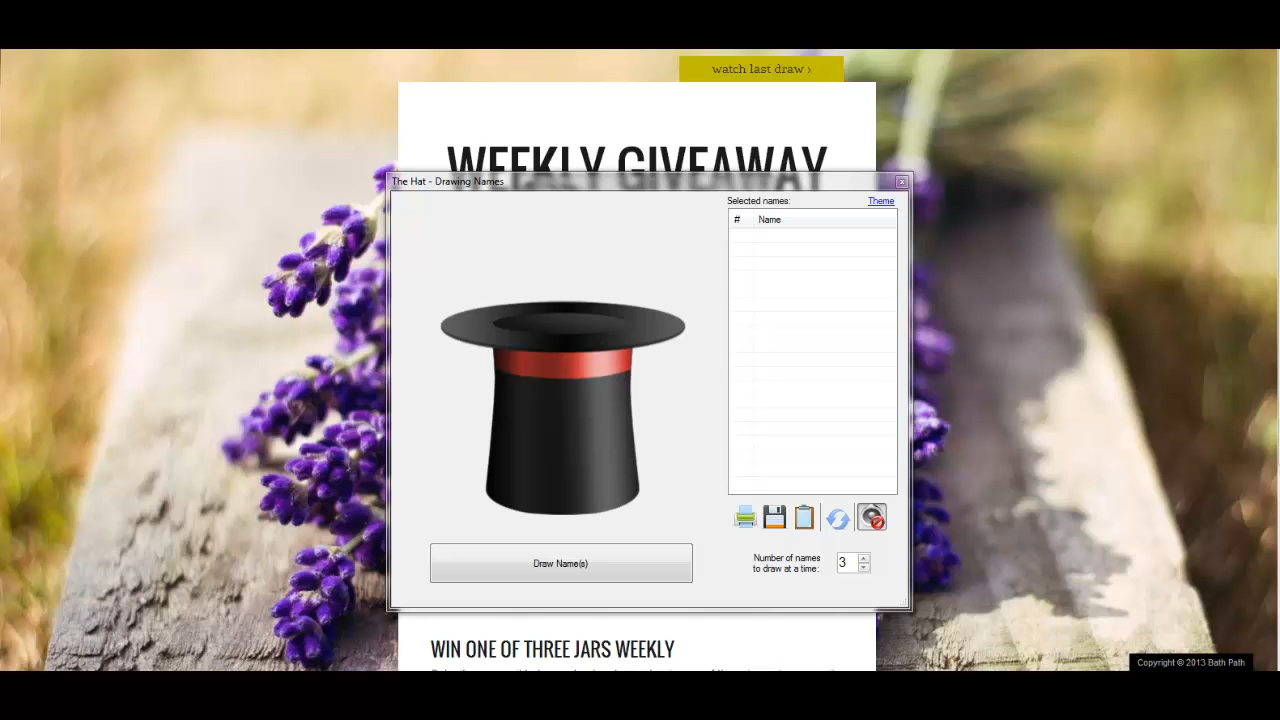 watch last draw ›
WEEKLY GIVEAWAY
The Hat - Drawing Names
Selected names:
Theme
# Name
Draw Name(s)
Number of names
to draw at a time:
3
WIN ONE OF THREE JARS WEEKLY
Copyright © 2013 Bath Path